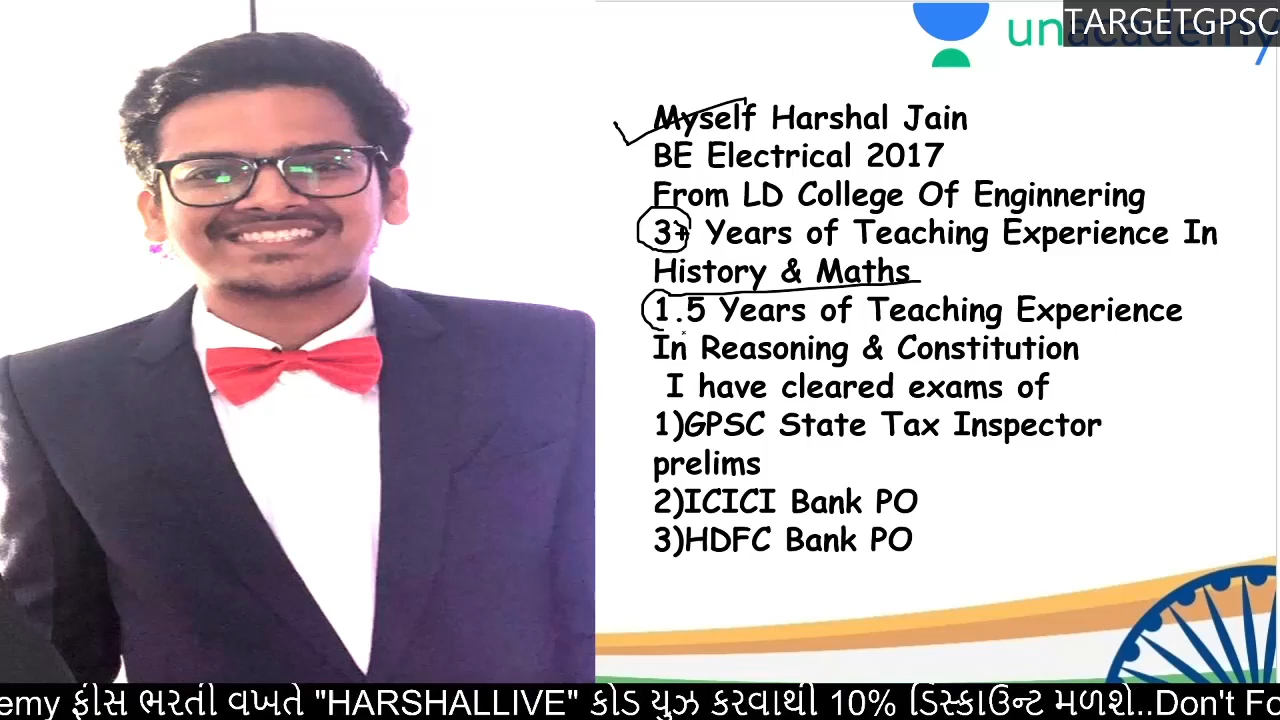 unacademy
TARGETGPSC
Myself Harshal Jain
BE Electrical 2017
From LD College Of Enginnering
3+ Years of Teaching Experience In
History & Maths
1.5 Years of Teaching Experience
In Reasoning & Constitution
I have cleared exams of
1)GPSC State Tax Inspector
prelims
2)ICICI Bank PO
3)HDFC Bank PO
emy ફીસ ભરતી વખતે "HARSHALLIVE" કોડ યુઝ કરવાથી 10% ડિસ્કાઉન્ટ મળશે..Don't Fo